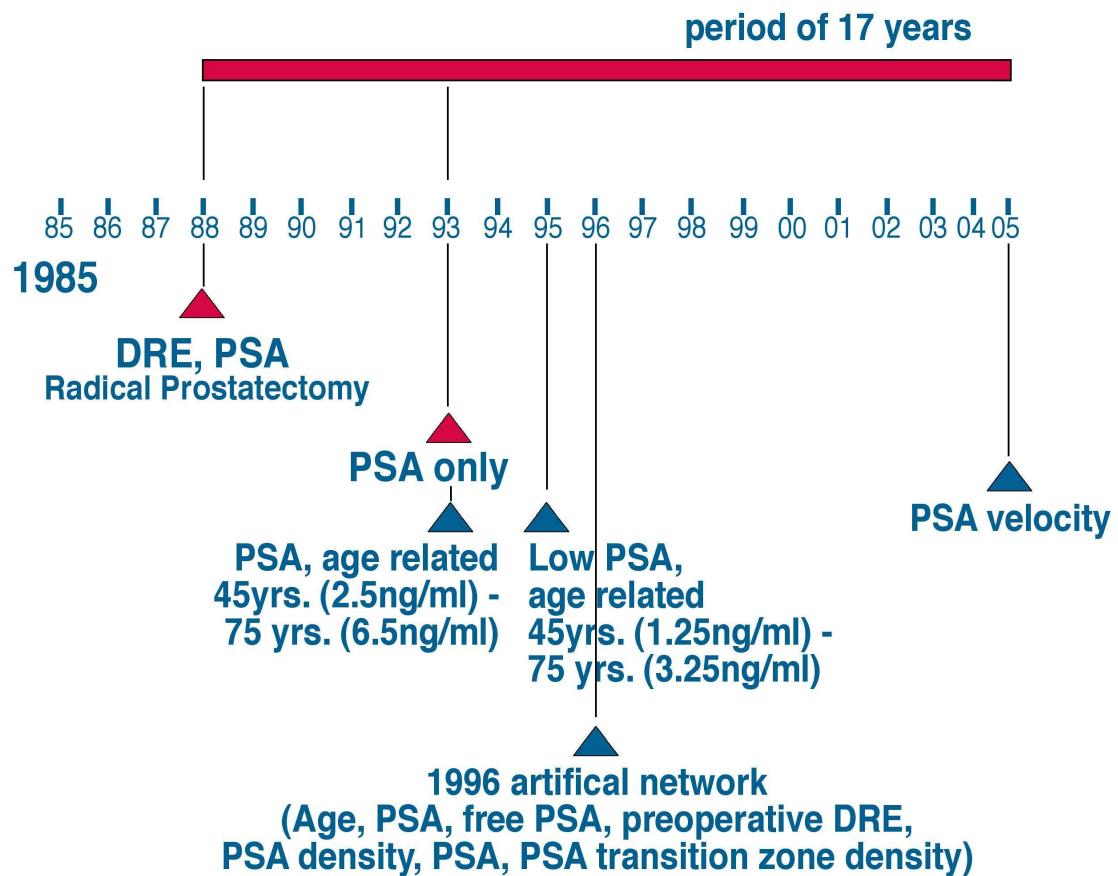 period of 17 years
85 86 87 88 89 90 91 92 93 94 95 96 97 98 99 00 01 02 03 04 05
1985
DRE, PSA
Radical Prostatectomy
PSA only
PSA, age related
45yrs. (2.5ng/ml) -
75 yrs. (6.5ng/ml)
Low PSA,
age related
45yrs. (1.25ng/ml) -
75 yrs. (3.25ng/ml)
PSA velocity
1996 artifical network
(Age, PSA, free PSA, preoperative DRE,
PSA density, PSA, PSA transition zone density)